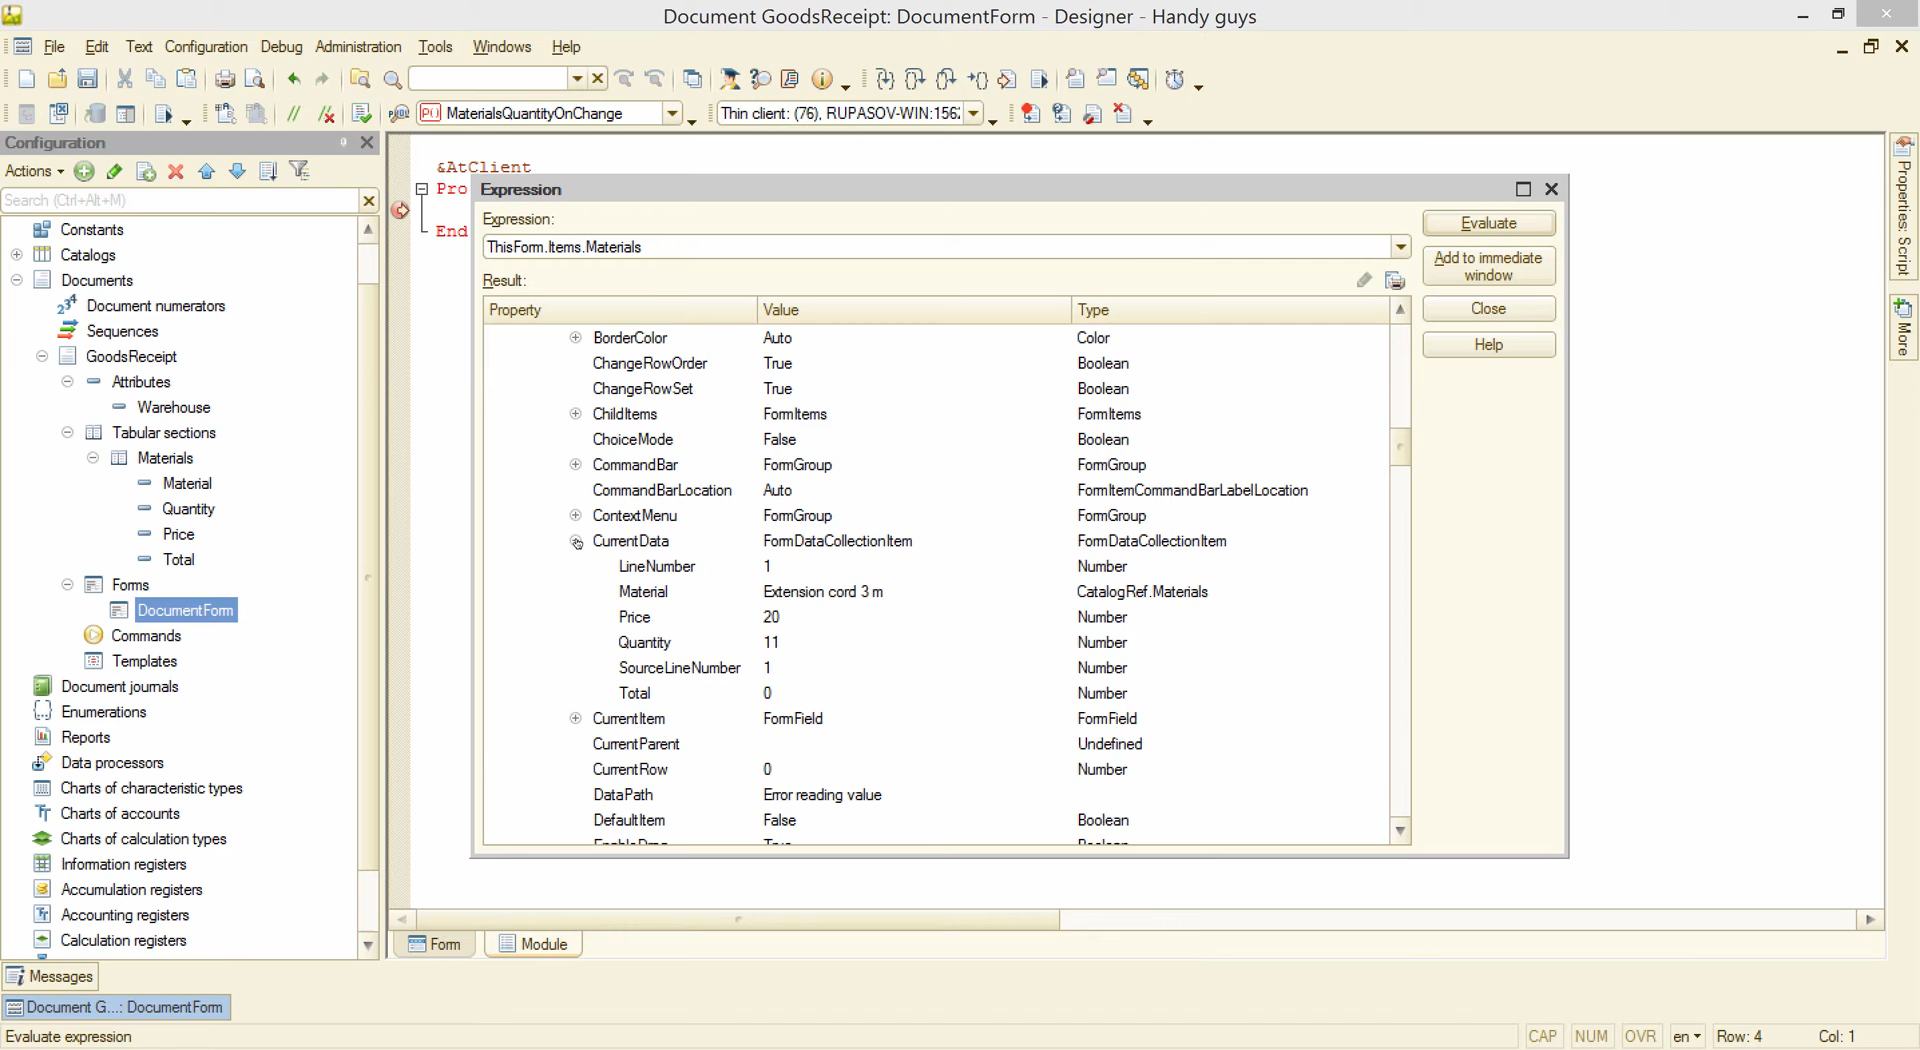 Document GoodsReceipt: DocumentForm - Designer - Handy guys
File Edit Text Configuration Debug Administration Tools Windows Help
MaterialsQuantityOnChange
Thin client: (76), RUPASOV-WIN:156
Configuration
Actions
Search (Ctrl+Alt+M)
Constants
Catalogs
Documents
Document numerators
Sequences
GoodsReceipt
Attributes
Warehouse
Tabular sections
Materials
Material
Quantity
Price
Total
Forms
DocumentForm
Commands
Templates
Document journals
Enumerations
Reports
Data processors
Charts of characteristic types
Charts of accounts
Charts of calculation types
Information registers
Accumulation registers
Accounting registers
Calculation registers
&AtClient
Pro
End
Expression
Expression:
ThisForm.Items.Materials
Result:
Property Value Type
BorderColor Auto Color
ChangeRowOrder True Boolean
ChangeRowSet True Boolean
ChildItems FormItems FormItems
ChoiceMode False Boolean
CommandBar FormGroup FormGroup
CommandBarLocation Auto FormItemCommandBarLabelLocation
ContextMenu FormGroup FormGroup
CurrentData FormDataCollectionItem FormDataCollectionItem
LineNumber 1 Number
Material Extension cord 3 m CatalogRef.Materials
Price 20 Number
Quantity 11 Number
SourceLineNumber 1 Number
Total 0 Number
CurrentItem FormField FormField
CurrentParent Undefined
CurrentRow 0 Number
DataPath Error reading value
DefaultItem False Boolean
Evaluate
Add to immediate
window
Close
Help
Properties: Script
More
Form
Module
Messages
Document G...: DocumentForm
Evaluate expression
CAP NUM OVR en Row: 4 Col: 1